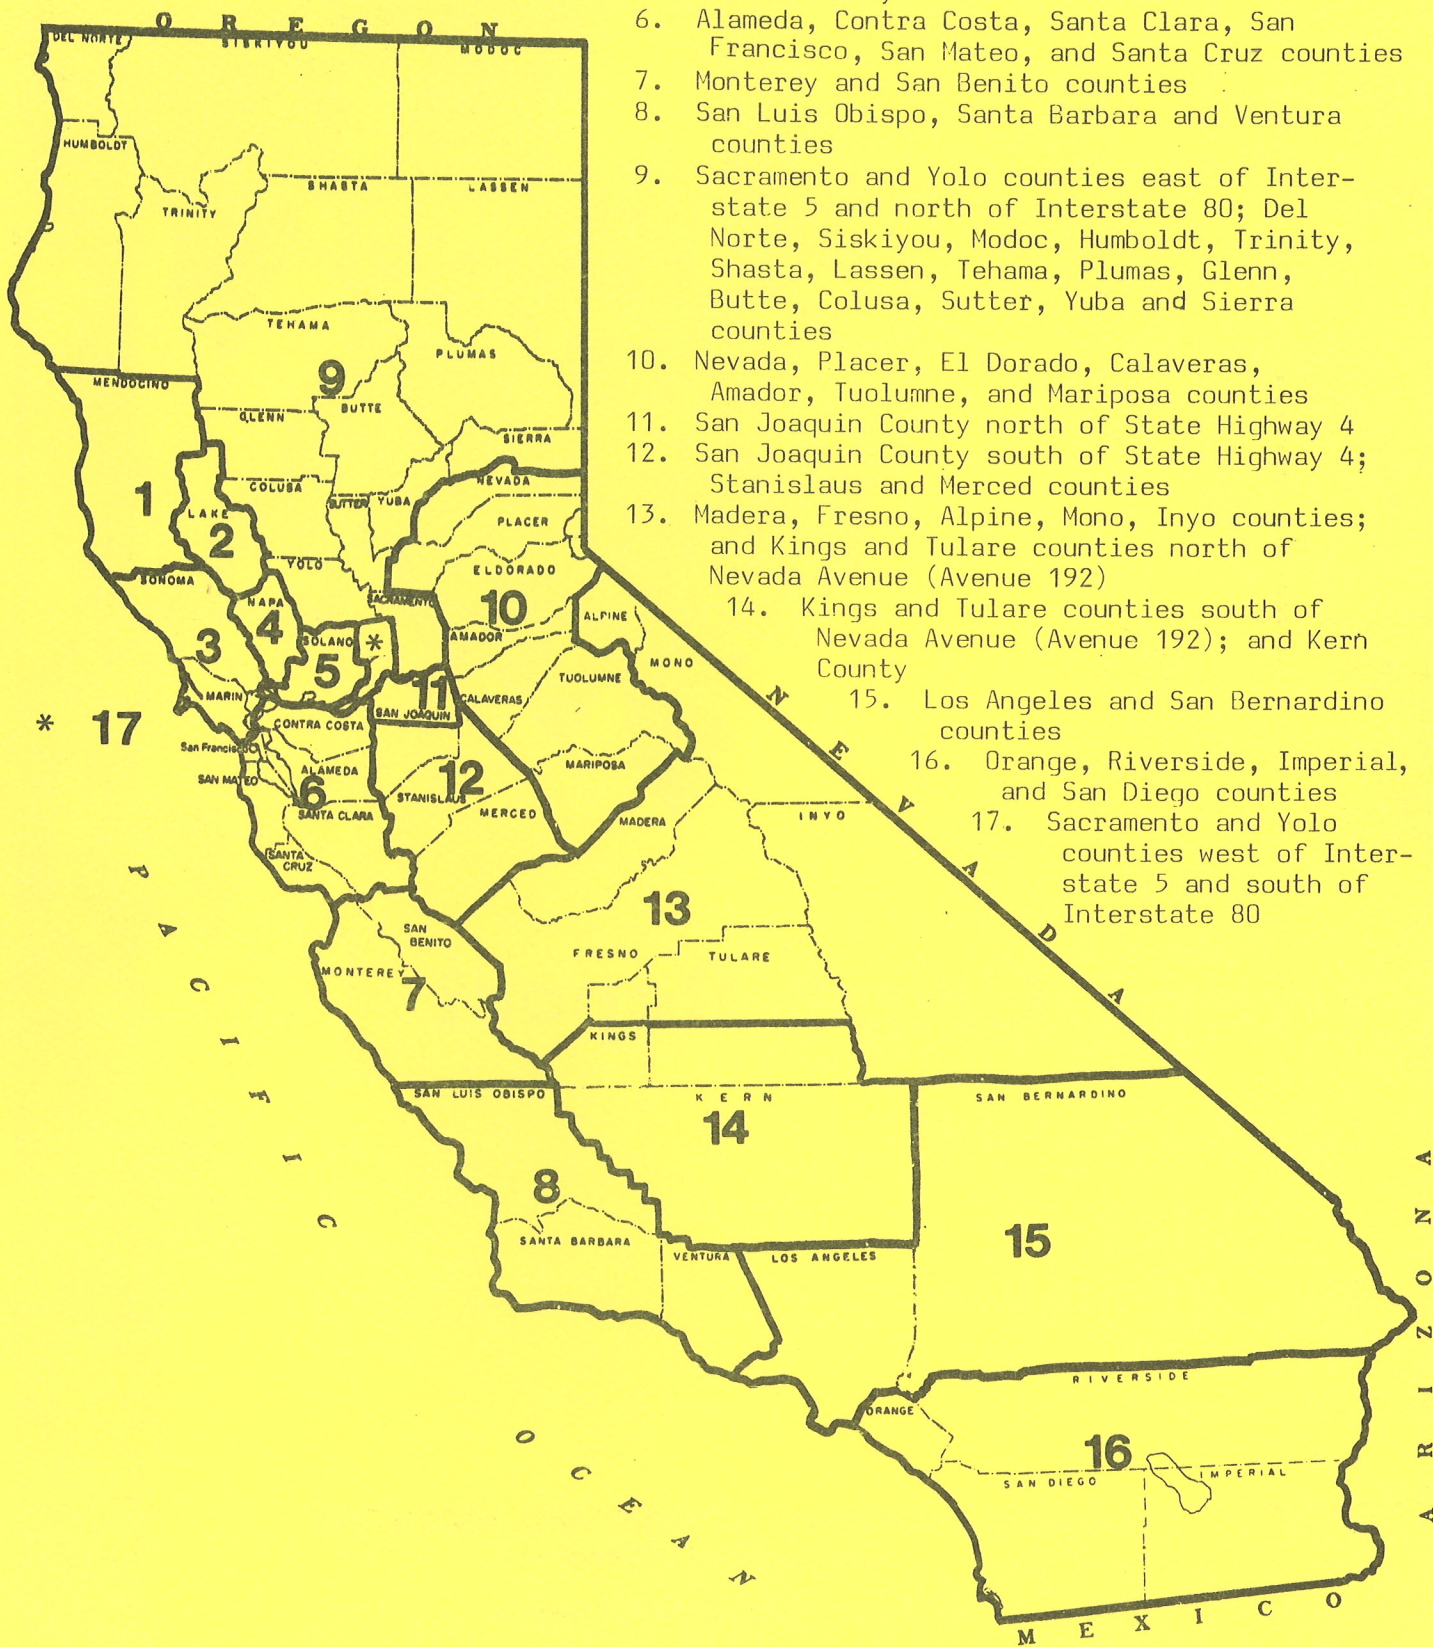 6. Alameda, Contra Costa, Santa Clara, San
Francisco, San Mateo, and Santa Cruz counties
7. Monterey and San Benito counties
8. San Luis Obispo, Santa Barbara and Ventura
counties
9. Sacramento and Yolo counties east of Inter-
state 5 and north of Interstate 80; Del
Norte, Siskiyou, Modoc, Humboldt, Trinity,
Shasta, Lassen, Tehama, Plumas, Glenn,
Butte, Colusa, Sutter, Yuba and Sierra
counties
10. Nevada, Placer, El Dorado, Calaveras,
Amador, Tuolumne, and Mariposa counties
11. San Joaquin County north of State Highway 4
12. San Joaquin County south of State Highway 4;
Stanislaus and Merced counties
13. Madera, Fresno, Alpine, Mono, Inyo counties;
and Kings and Tulare counties north of
Nevada Avenue (Avenue 192)
14. Kings and Tulare counties south of
Nevada Avenue (Avenue 192); and Kern
County
15. Los Angeles and San Bernardino
counties
16. Orange, Riverside, Imperial,
and San Diego counties
17. Sacramento and Yolo
counties west of Inter-
state 5 and south of
Interstate 80
OREGON
DEL NORTE
SISKIYOU
MODOC
HUMBOLDT
TRINITY
SHASTA
LASSEN
TEHAMA
PLUMAS
9
MENDOCINO
GLENN
BUTTE
SIERRA
1
LAKE
2
COLUSA
SUTTER
YUBA
NEVADA
PLACER
SONOMA
YOLO
ELDORADO
NAPA
SACRAMENTO
10
ALPINE
3
4
SOLANO
*
AMADOR
5
MONO
MARIN
11
CALAVERAS
TUOLUMNE
SAN JOAQUIN
* 17
CONTRA COSTA
San Francisco
SAN MATEO
ALAMEDA
6
12
MARIPOSA
STANISLAUS
SANTA CLARA
MERCED
MADERA
INYO
SANTA
CRUZ
13
SAN
BENITO
FRESNO
TULARE
MONTEREY
7
KINGS
NEVADA
SAN LUIS OBISPO
KERN
SAN BERNARDINO
14
8
15
SANTA BARBARA
VENTURA
LOS ANGELES
RIVERSIDE
ORANGE
16
SAN DIEGO
IMPERIAL
PACIFIC
OCEAN
ARIZONA
MEXICO